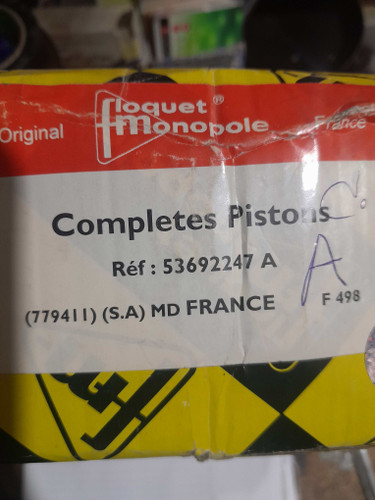 floquet®
Original monopole France
Completes Pistons C.
Réf : 53692247 A A
(779411) (S.A) MD FRANCE F 498